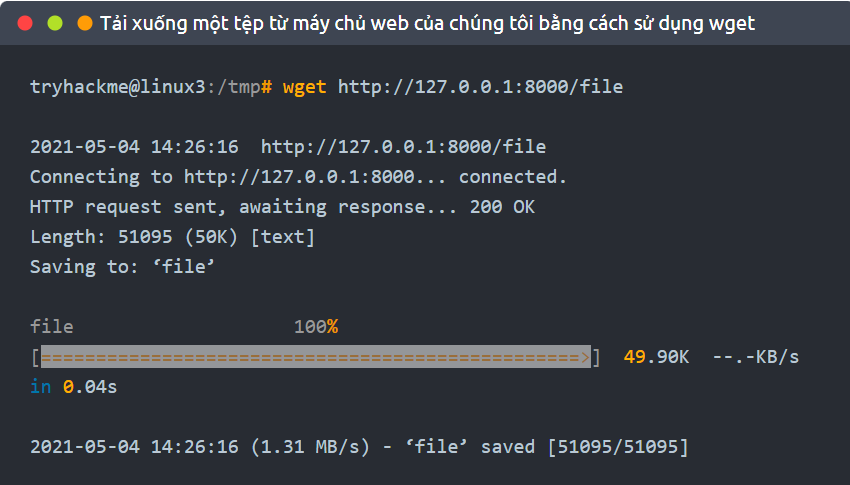 Tải xuống một tệp từ máy chủ web của chúng tôi bằng cách sử dụng wget
tryhackme@linux3:/tmp# wget http://127.0.0.1:8000/file
2021-05-04 14:26:16  http://127.0.0.1:8000/file
Connecting to http://127.0.0.1:8000... connected.
HTTP request sent, awaiting response... 200 OK
Length: 51095 (50K) [text]
Saving to: ‘file’
file                    100%
[=================================================>]  49.90K  --.-KB/s
in 0.04s
2021-05-04 14:26:16 (1.31 MB/s) - ‘file’ saved [51095/51095]